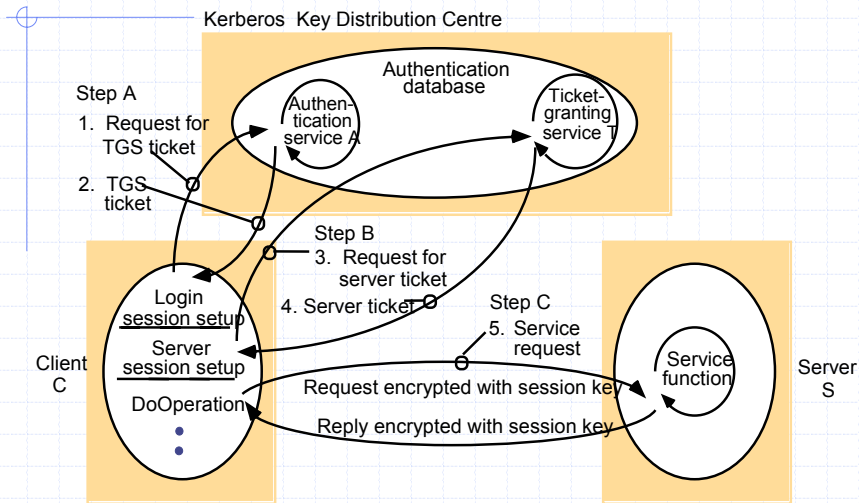 Kerberos Key Distribution Centre
Step A
1. Request for
TGS ticket
2. TGS
ticket
Authentication
database
Authen-
tication
service A
Ticket-
granting
service T
Step B
3. Request for
server ticket
4. Server ticket
Step C
5. Service
request
Client
C
Login
session setup
Server
session setup
DoOperation
Request encrypted with session key
Reply encrypted with session key
Service
function
Server
S